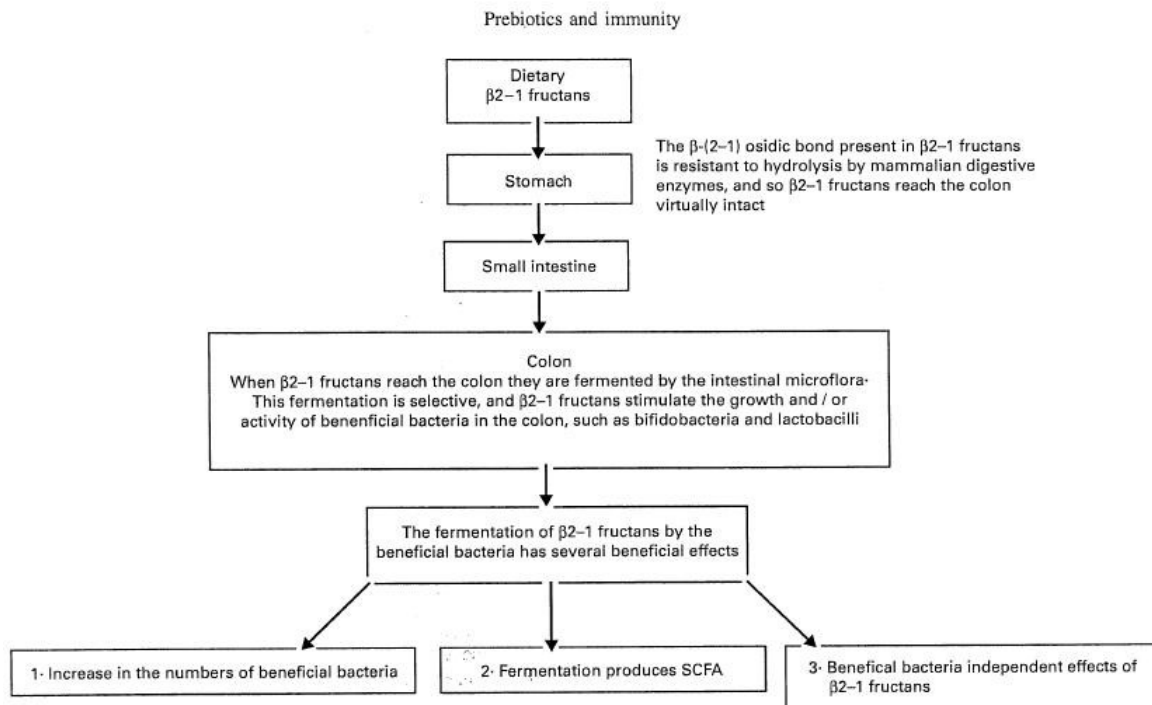 Prebiotics and immunity
Dietary
β2–1 fructans
The β-(2–1) osidic bond present in β2–1 fructans
is resistant to hydrolysis by mammalian digestive
enzymes, and so β2–1 fructans reach the colon
virtually intact
Stomach
Small intestine
Colon
When β2–1 fructans reach the colon they are fermented by the intestinal microflora·
This fermentation is selective, and β2–1 fructans stimulate the growth and / or
activity of benenficial bacteria in the colon, such as bifidobacteria and lactobacilli
The fermentation of β2–1 fructans by the
beneficial bacteria has several beneficial effects
1· Increase in the numbers of beneficial bacteria
2· Fermentation produces SCFA
3· Benefical bacteria independent effects of
β2–1 fructans